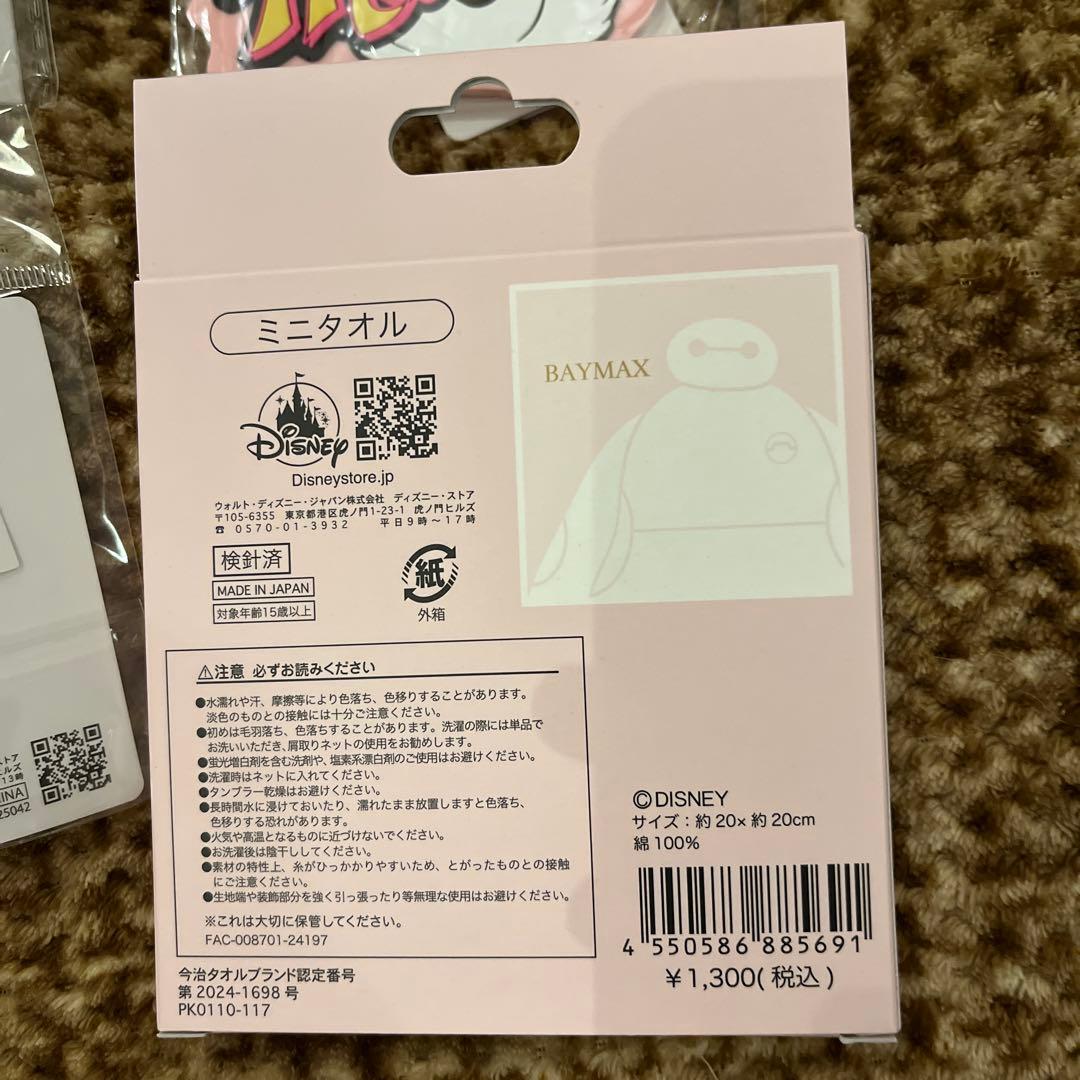 ミニタオル
BAYMAX
DISNEY
Disneystore.jp
ウォルト・ディズニー・ジャパン株式会社 ディズニー・ストア
〒105-6355 東京都港区虎ノ門1-23-1 虎ノ門ヒルズ
☎ 0570-01-3932 平日9時～17時
検針済
MADE IN JAPAN
対象年齢15歳以上
紙
外箱
⚠注意 必ずお読みください
●水濡れや汗、摩擦等により色落ち、色移りすることがあります。
淡色のものとの接触には十分ご注意ください。
●初めは毛羽落ち、色落ちすることがあります。洗濯の際には単品で
お洗いいただき、屑取りネットの使用をお勧めします。
●蛍光増白剤を含む洗剤や、塩素系漂白剤のご使用はお避けください。
●洗濯時はネットに入れてください。
●タンブラー乾燥はお避けください。
●長時間水に浸けておいたり、濡れたまま放置しますと色落ち、
色移りする恐れがあります。
●火気や高温となるものに近づけないでください。
●お洗濯後は陰干ししてください。
●素材の特性上、糸がひっかかりやすいため、とがったものとの接触
にご注意ください。
●生地端や装飾部分を強く引っ張ったり等無理な使用はお避けください。
※これは大切に保管してください。
FAC-008701-24197
今治タオルブランド認定番号
第 2024-1698 号
PK0110-117
©DISNEY
サイズ：約 20× 約 20cm
綿 100%
4 550586 885691
¥1,300(税込)
ストア
ヒルズ
13時
INA
25042